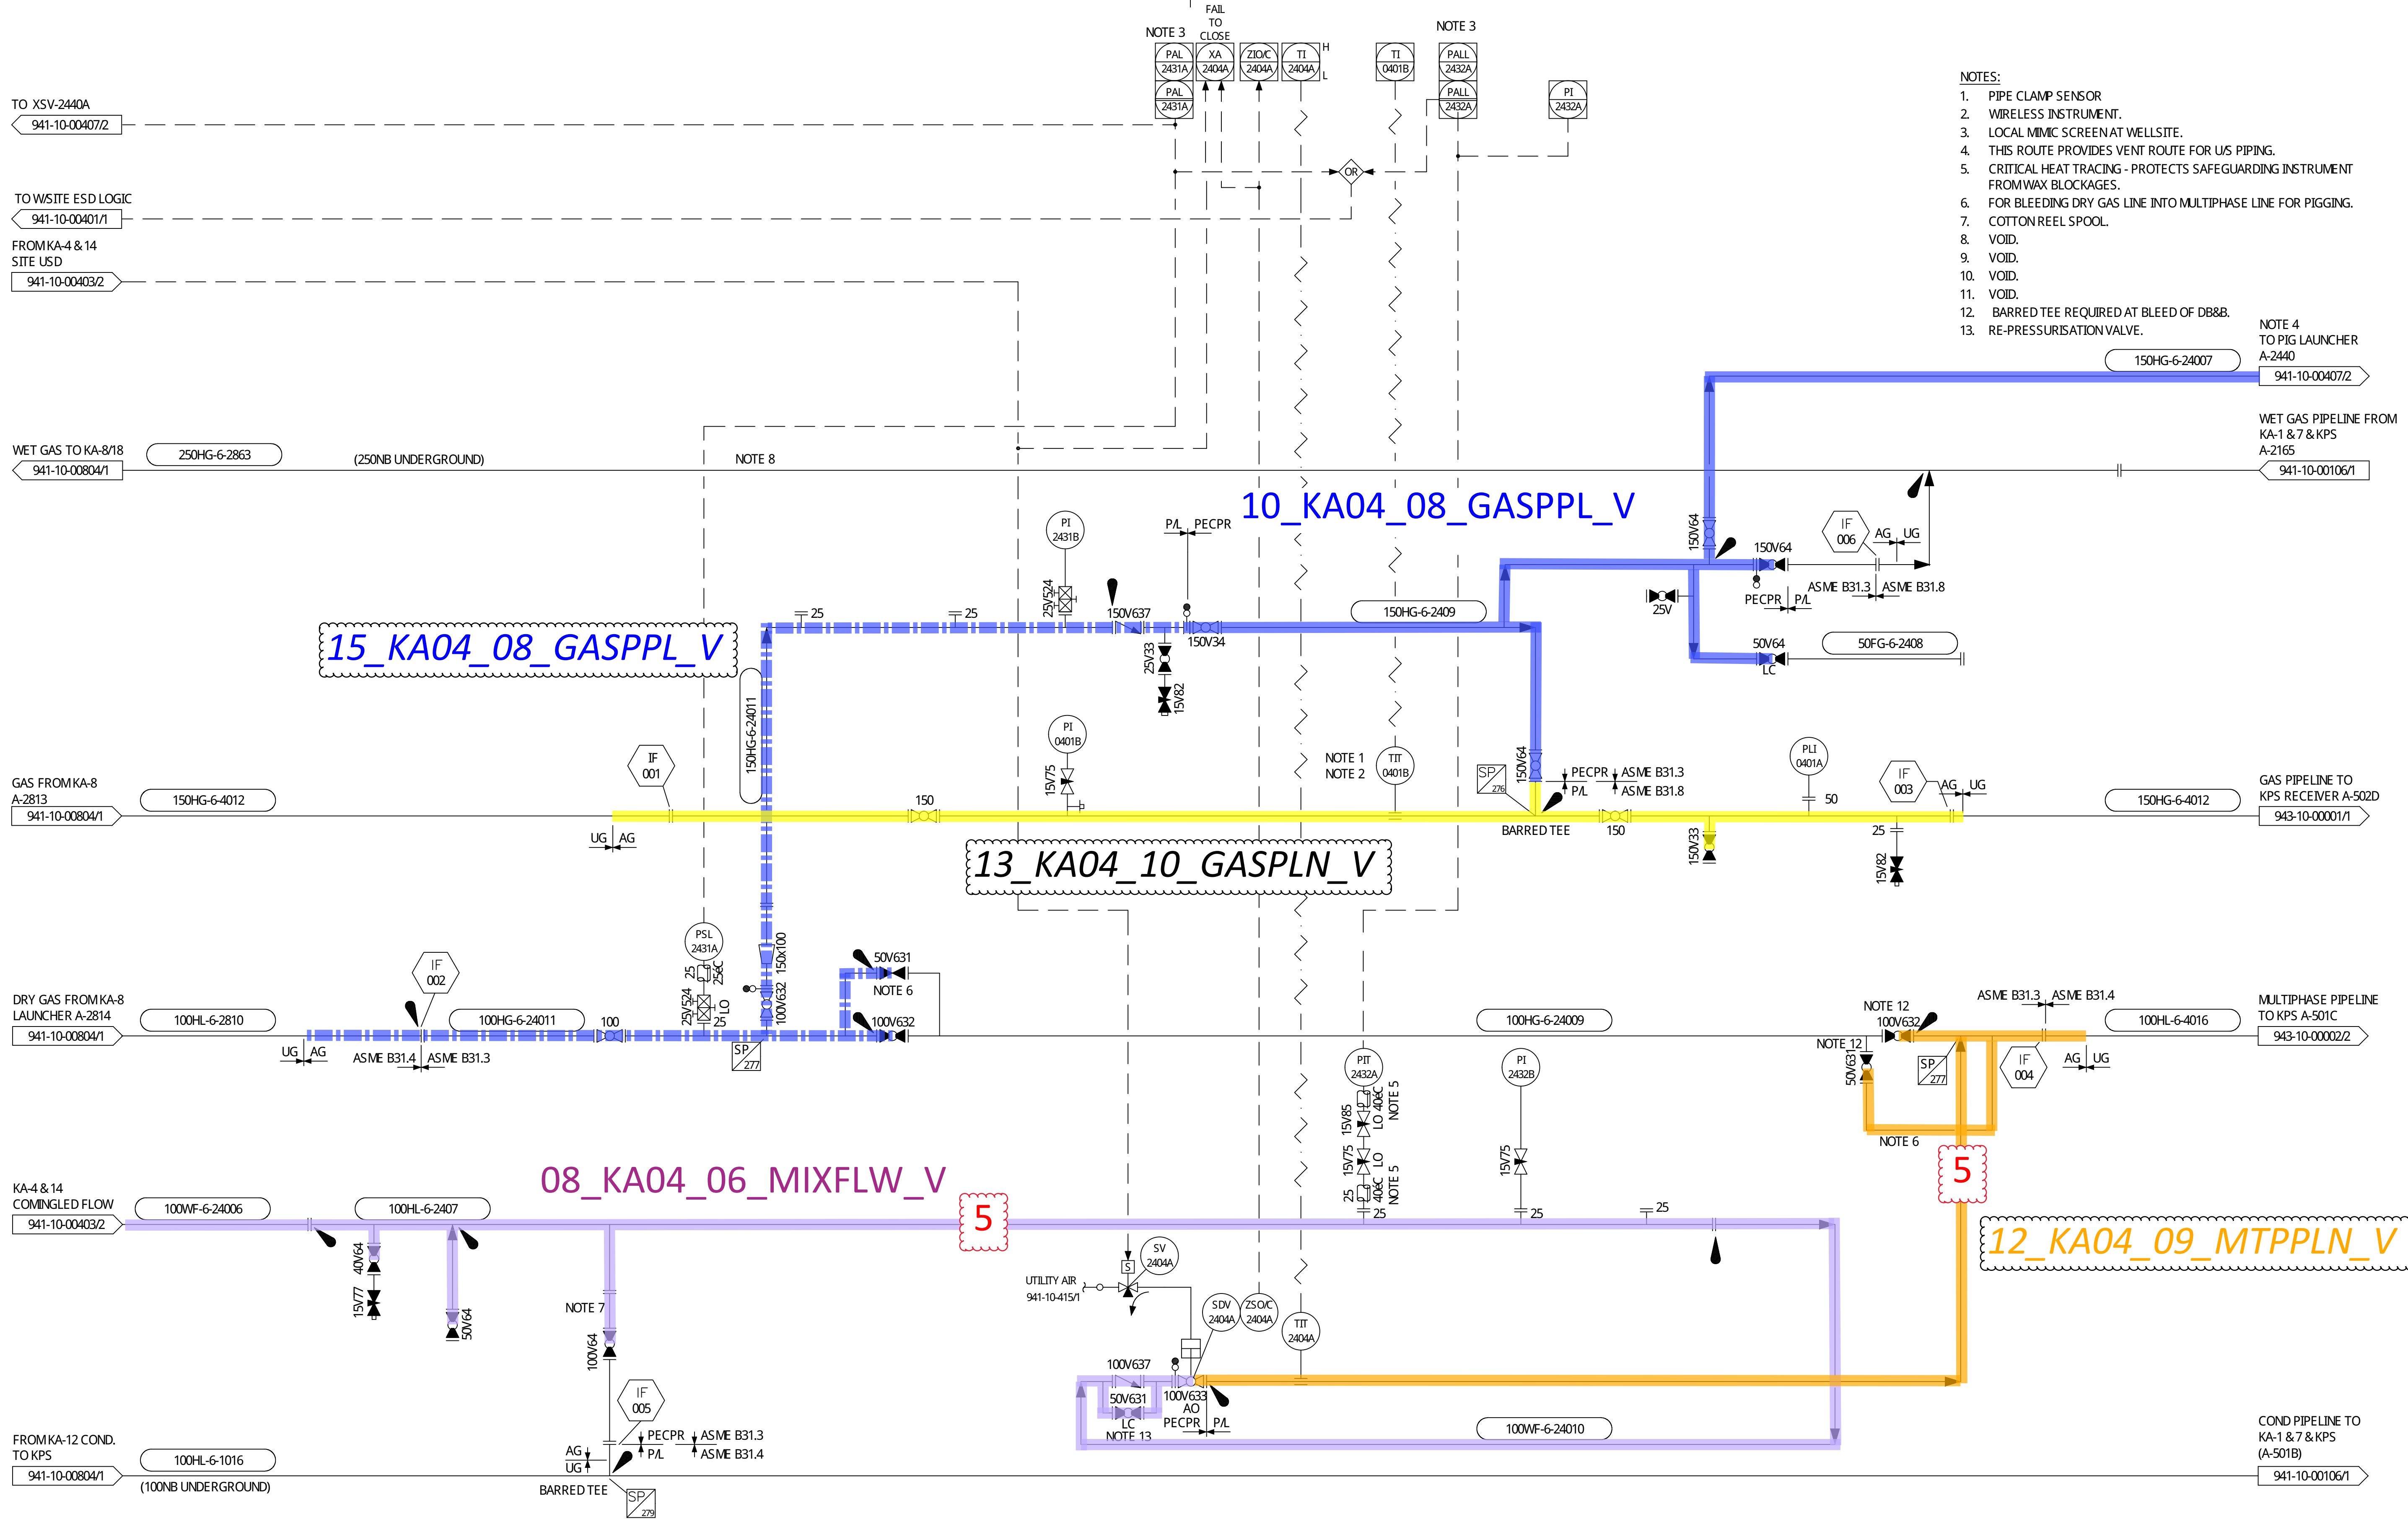 FAIL
TO
CLOSE
NOTE 3
NOTE 3
PAL
2431A
XA
2404A
ZIO/C
2404A
TI
2404A
H
L
TI
0401B
PALL
2432A
PAL
2431A
PALL
2432A
PI
2432A
NOTES:
1. PIPE CLAMP SENSOR
2. WIRELESS INSTRUMENT.
3. LOCAL MIMIC SCREEN AT WELLSITE.
4. THIS ROUTE PROVIDES VENT ROUTE FOR U/S PIPING.
5. CRITICAL HEAT TRACING - PROTECTS SAFEGUARDING INSTRUMENT
FROM WAX BLOCKAGES.
6. FOR BLEEDING DRY GAS LINE INTO MULTIPHASE LINE FOR PIGGING.
7. COTTON REEL SPOOL.
8. VOID.
9. VOID.
10. VOID.
11. VOID.
12. BARRED TEE REQUIRED AT BLEED OF DB&B.
13. RE-PRESSURISATION VALVE.
TO XSV-2440A
941-10-00407/2
OR
TO W/SITE ESD LOGIC
941-10-00401/1
FROM KA-4 & 14
SITE USD
941-10-00403/2
NOTE 4
TO PIG LAUNCHER
A-2440
941-10-00407/2
150HG-6-24007
WET GAS TO KA-8/18
941-10-00804/1
250HG-6-2863
(250NB UNDERGROUND)
NOTE 8
WET GAS PIPELINE FROM
KA-1 & 7 & KPS
A-2165
941-10-00106/1
10_KA04_08_GASPPL_V
PI
2431B
P/L PECPR
150V64
150V64
IF
006
AG UG
ASME B31.3 ASME B31.8
PECPR P/L
25V
50V64
LC
50FG-6-2408
25
25
25V524
150V637
150V34
150HG-6-2409
25V33
15V82
15_KA04_08_GASPPL_V
150HG-6-24011
IF
001
PI
0401B
15V75
NOTE 1
NOTE 2
TIT
0401B
SP
276
150V64
PECPR
P/L
ASME B31.3
ASME B31.8
PLI
0401A
50
IF
003
AG UG
GAS FROM KA-8
A-2813
941-10-00804/1
150HG-6-4012
150
UG AG
BARRED TEE
150
150V33
25
15V82
150HG-6-4012
GAS PIPELINE TO
KPS RECEIVER A-502D
943-10-00001/1
13_KA04_10_GASPLN_V
PSL
2431A
25
25éC
25V524
LO
25
150x100
100V632
50V631
NOTE 6
100V632
IF
002
DRY GAS FROM KA-8
LAUNCHER A-2814
941-10-00804/1
100HL-6-2810
100HG-6-24011
100
UG AG
ASME B31.4 ASME B31.3
SP
277
100HG-6-24009
NOTE 12
100V632
NOTE 12
50V631
SP
277
ASME B31.3 ASME B31.4
IF
004
AG UG
NOTE 6
MULTIPHASE PIPELINE
TO KPS A-501C
943-10-00002/2
100HL-6-4016
PIT
2432A
15V85
LO 40éC
NOTE 5
15V75
LO
25
40éC
NOTE 5
25
PI
2432B
15V75
25
25
08_KA04_06_MIXFLW_V
5
5
12_KA04_09_MTPPLN_V
KA-4 & 14
COMINGLED FLOW
941-10-00403/2
100WF-6-24006
100HL-6-2407
40V64
15V77
50V64
NOTE 7
100V64
UTILITY AIR
941-10-415/1
S
SV
2404A
SDV
2404A
ZSO/C
2404A
TIT
2404A
100V637
50V631
LC
NOTE 13
100V633
AO
PECPR P/L
100WF-6-24010
IF
005
PECPR
P/L
ASME B31.3
ASME B31.4
AG
UG
FROM KA-12 COND.
TO KPS
941-10-00804/1
100HL-6-1016
(100NB UNDERGROUND)
BARRED TEE
SP
279
COND PIPELINE TO
KA-1 & 7 & KPS
(A-501B)
941-10-00106/1